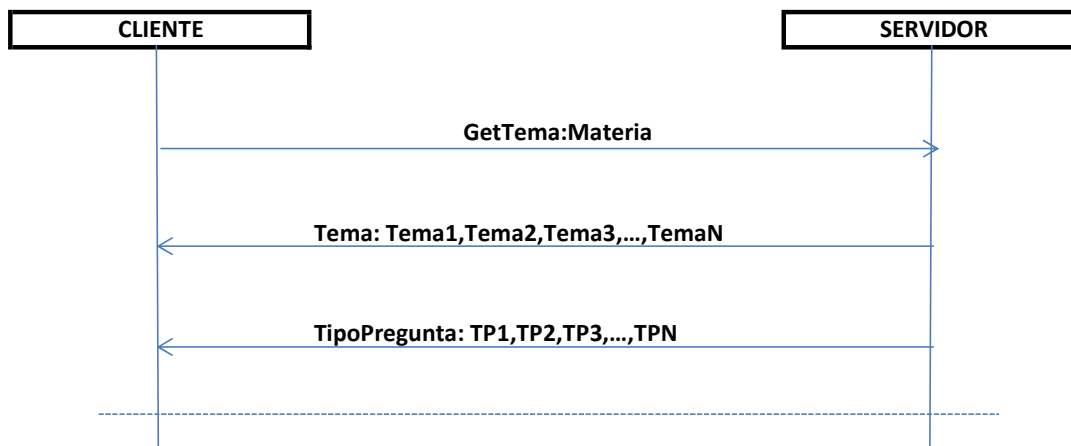 CLIENTE
SERVIDOR
GetTema:Materia
Tema: Tema1,Tema2,Tema3,...,TemaN
TipoPregunta: TP1,TP2,TP3,...,TPN